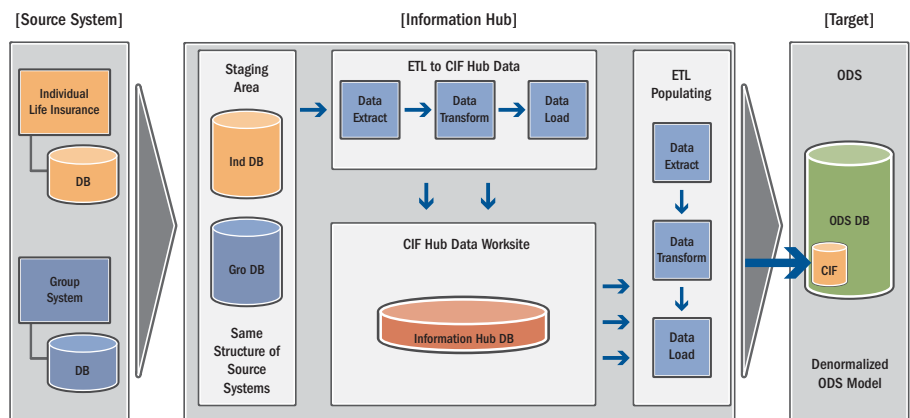 [Source System]
[Information Hub]
[Target]
Individual
Life Insurance
DB
Group
System
DB
Staging
Area
Ind DB
Gro DB
Same
Structure of
Source
Systems
ETL to CIF Hub Data
Data
Extract
Data
Transform
Data
Load
CIF Hub Data Worksite
Information Hub DB
ETL
Populating
Data
Extract
Data
Transform
Data
Load
ODS
ODS DB
CIF
Denormalized
ODS Model